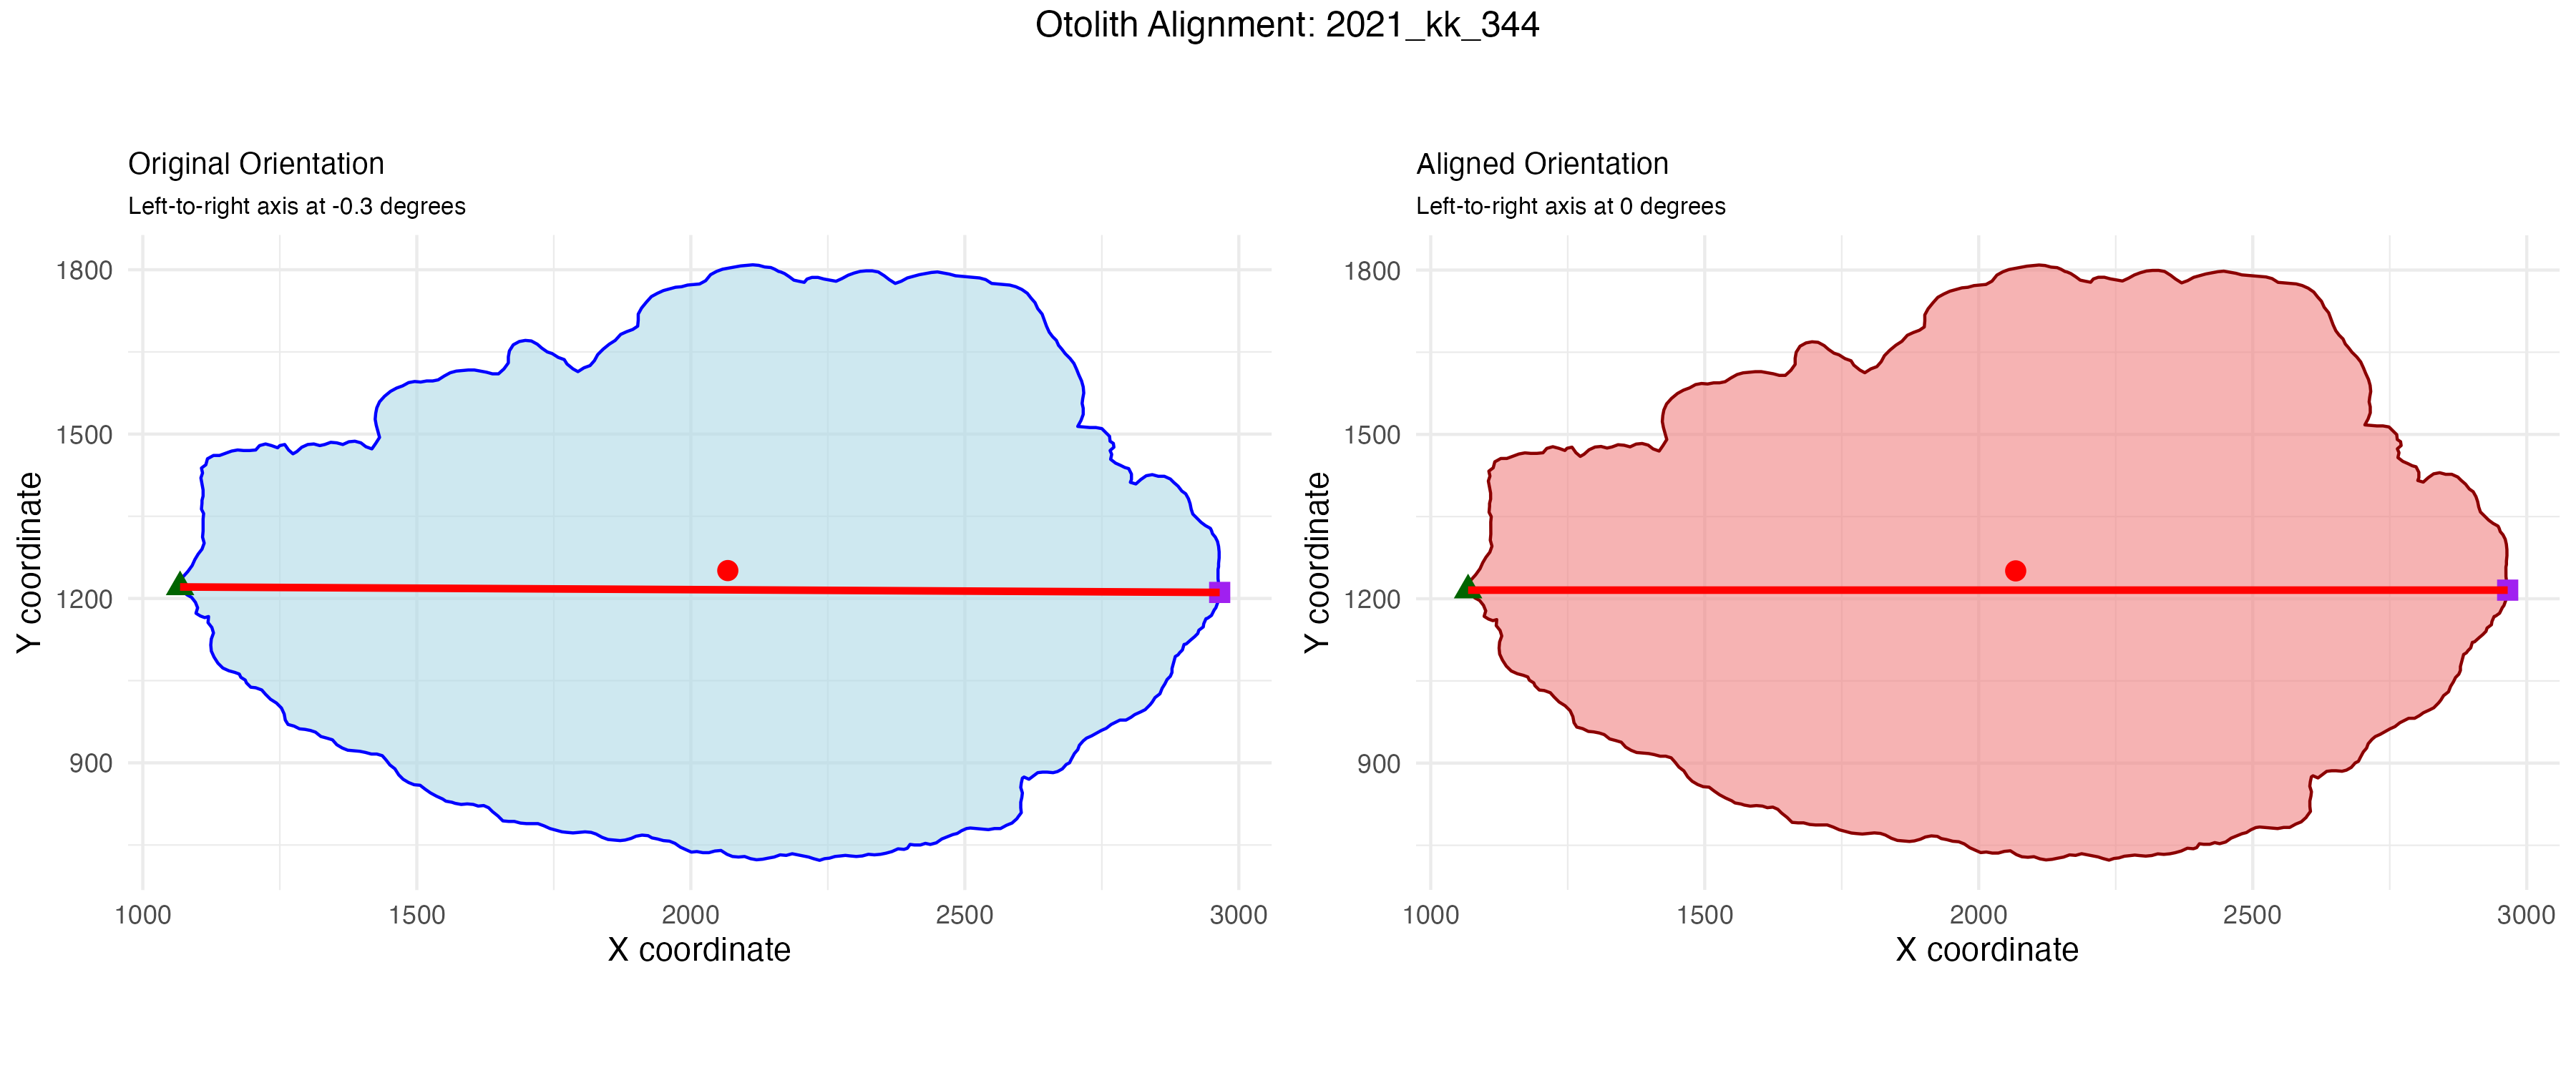 Otolith Alignment: 2021_kk_344
Original Orientation
Left-to-right axis at -0.3 degrees
1800
1500
1200
900
Y coordinate
1000 1500 2000 2500 3000
X coordinate
Aligned Orientation
Left-to-right axis at 0 degrees
1800
1500
1200
900
Y coordinate
1000 1500 2000 2500 3000
X coordinate